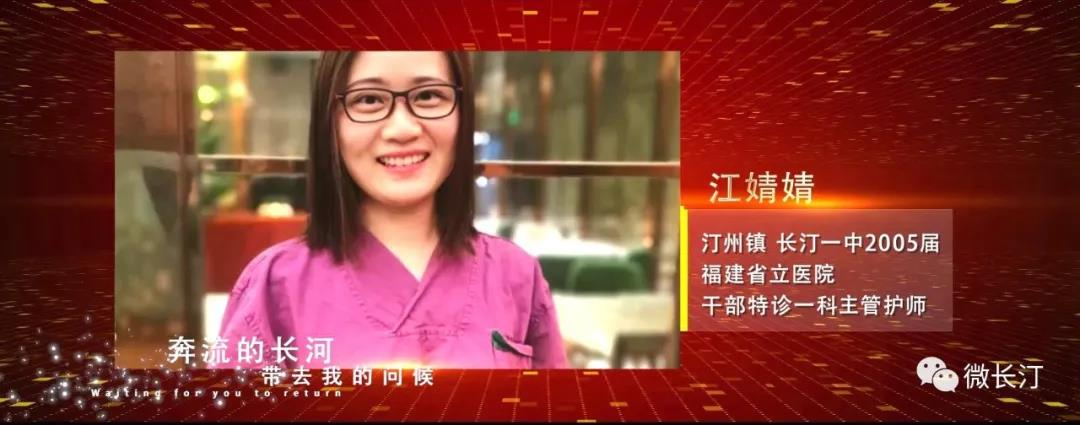 江婧婧
汀州镇 长汀一中2005届
福建省立医院
干部特诊一科主管护师
奔流的长河
带去我的问候
Waiting for you to return
微长汀